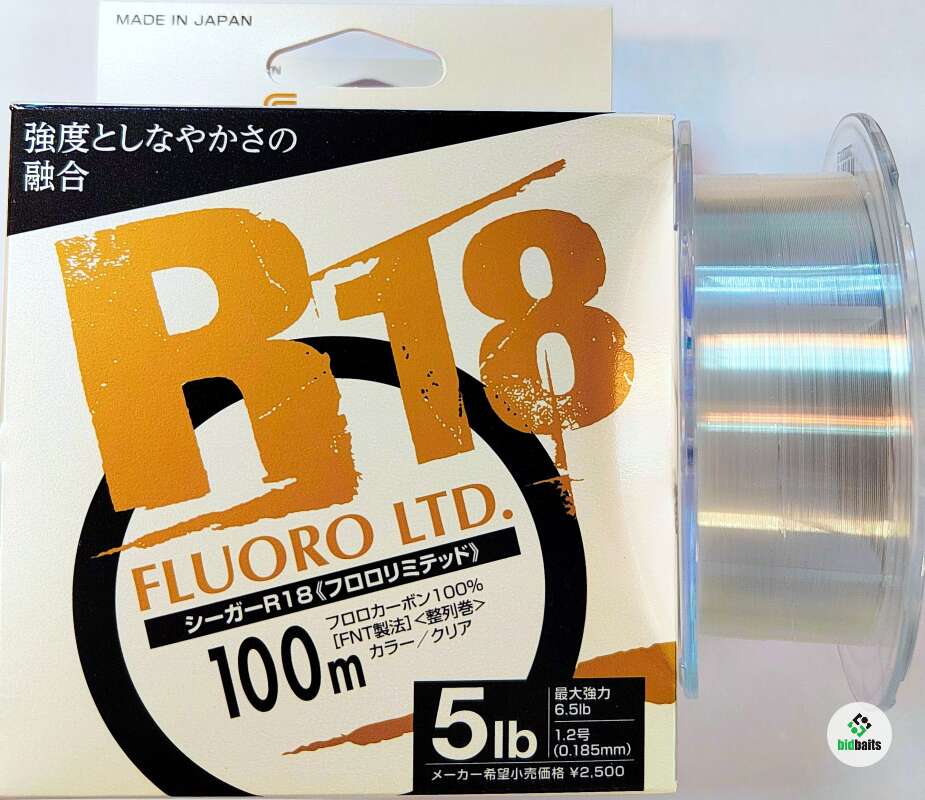 MADE IN JAPAN
強度としなやかさの
融合
R18
FLUORO LTD.
シーガーR18《フロロリミテッド》
100m
フロロカーボン100%
[FNT製法]<整列巻>
カラー／クリア
5lb
最大強力
6.5lb
1.2号
(0.185mm)
メーカー希望小売価格 ¥2,500
bidbaits